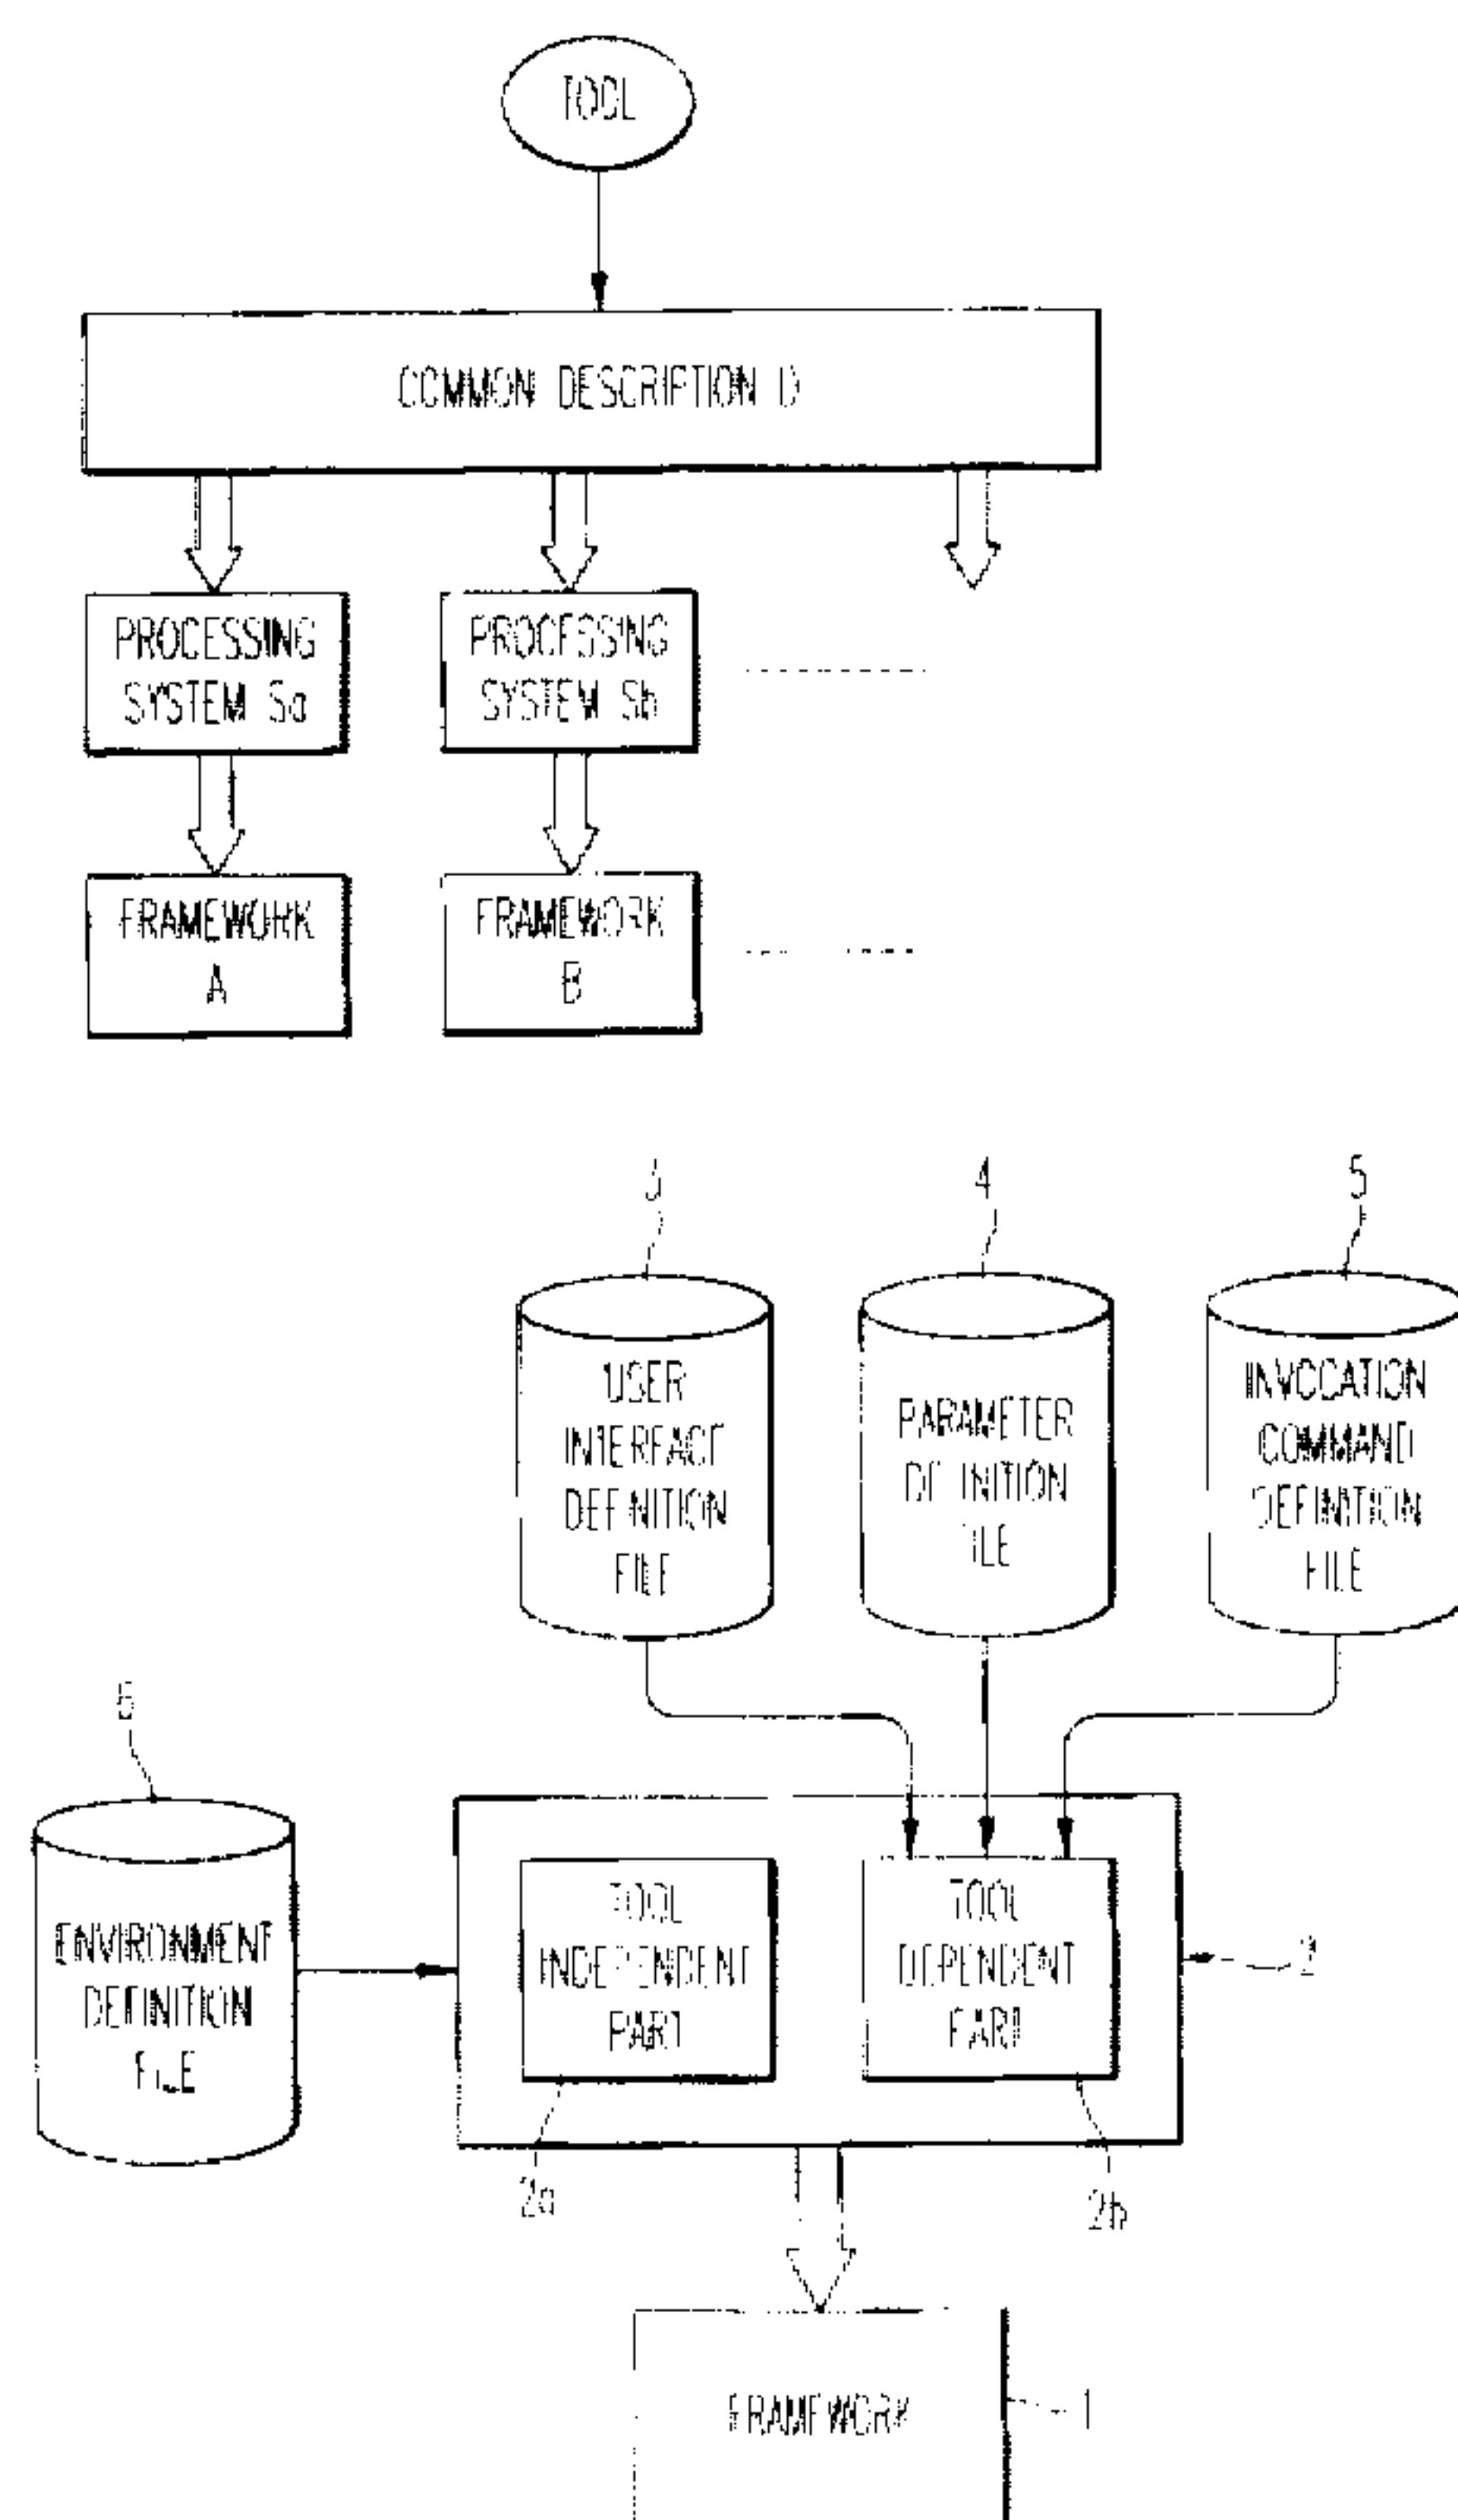 TOOL
COMMON DESCRIPTION D
PROCESSING
SYSTEM Sa
PROCESSING
SYSTEM Sb
FRAMEWORK
A
FRAMEWORK
B
3
4
5
USER
INTERFACE
DEFINITION
FILE
PARAMETER
DEFINITION
FILE
INVOCATION
COMMAND
DEFINITION
FILE
ENVIRONMENT
DEFINITION
FILE
TOOL
INDEPENDENT
PART
TOOL
DEPENDENT
PART
2
2a
2b
FRAMEWORK
1